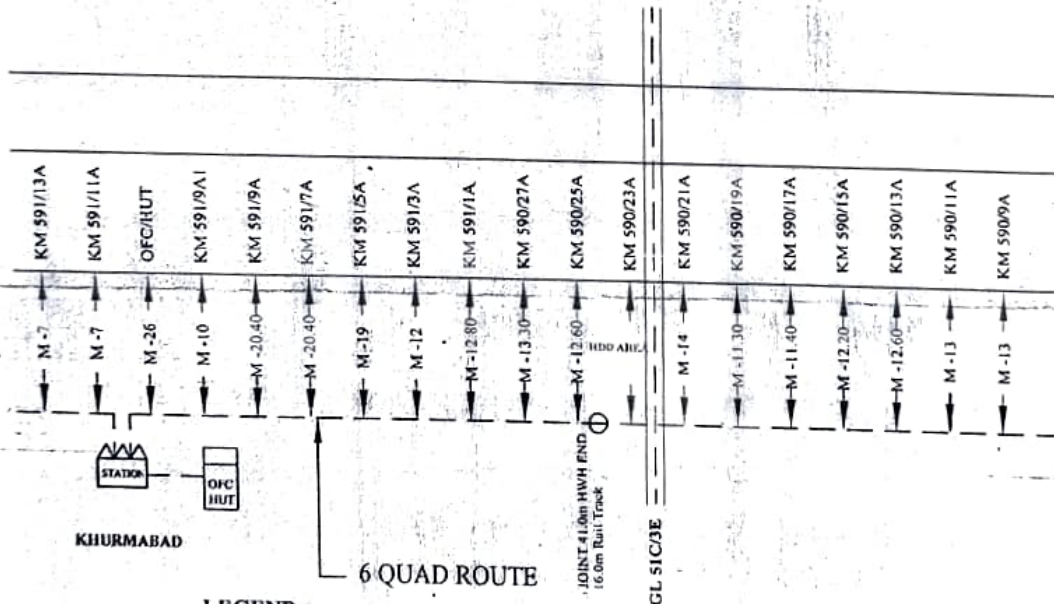 KM 591/13A
KM 591/11A
OFC/HUT
KM 591/9A1
KM 591/9A
KM 591/7A
KM 591/5A
KM 591/3A
KM 591/1A
KM 590/27A
KM 590/25A
KM 590/23A
KM 590/21A
KM 590/19A
KM 590/17A
KM 590/15A
KM 590/13A
KM 590/11A
KM 590/9A
M -7
M -7
M -26
M -10
M -20.40
M -20.40
M -19
M -12
M -12.80
M -13.30
M -12.60
HDD
M -14
M -11.30
M -11.40
M -12.20
M -12.60
M -13
M -13
STATION
OFC
HUT
KHURMABAD
6 QUAD ROUTE
JOINT 41.0m HWH END
16.0m Rail Track
GL 51C/3E
LEGEND